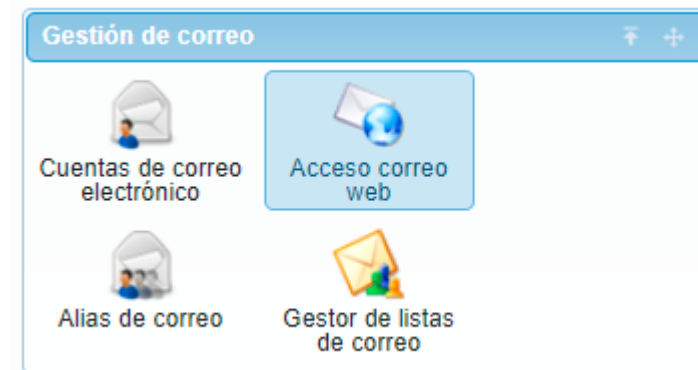 Gestión de correo
Cuentas de correo
electrónico
Acceso correo
web
Alias de correo
Gestor de listas
de correo